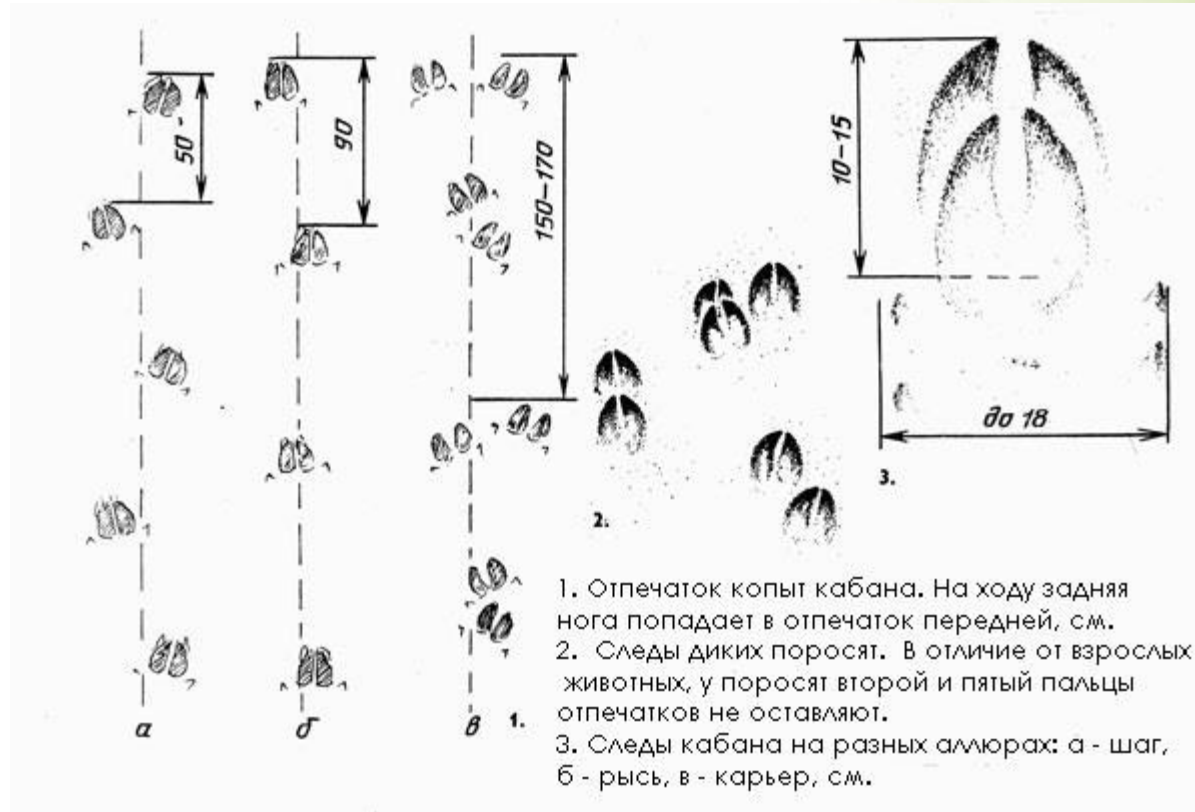 50
90
150-170
10-15
до 18
а
б
в
1.
2.
3.
1. Отпечаток копыт кабана. На ходу задняя
нога попадает в отпечаток передней, см.
2. Следы диких поросят. В отличие от взрослых
животных, у поросят второй и пятый пальцы
отпечатков не оставляют.
3. Следы кабана на разных аллюрах: а - шаг,
б - рысь, в - карьер, см.